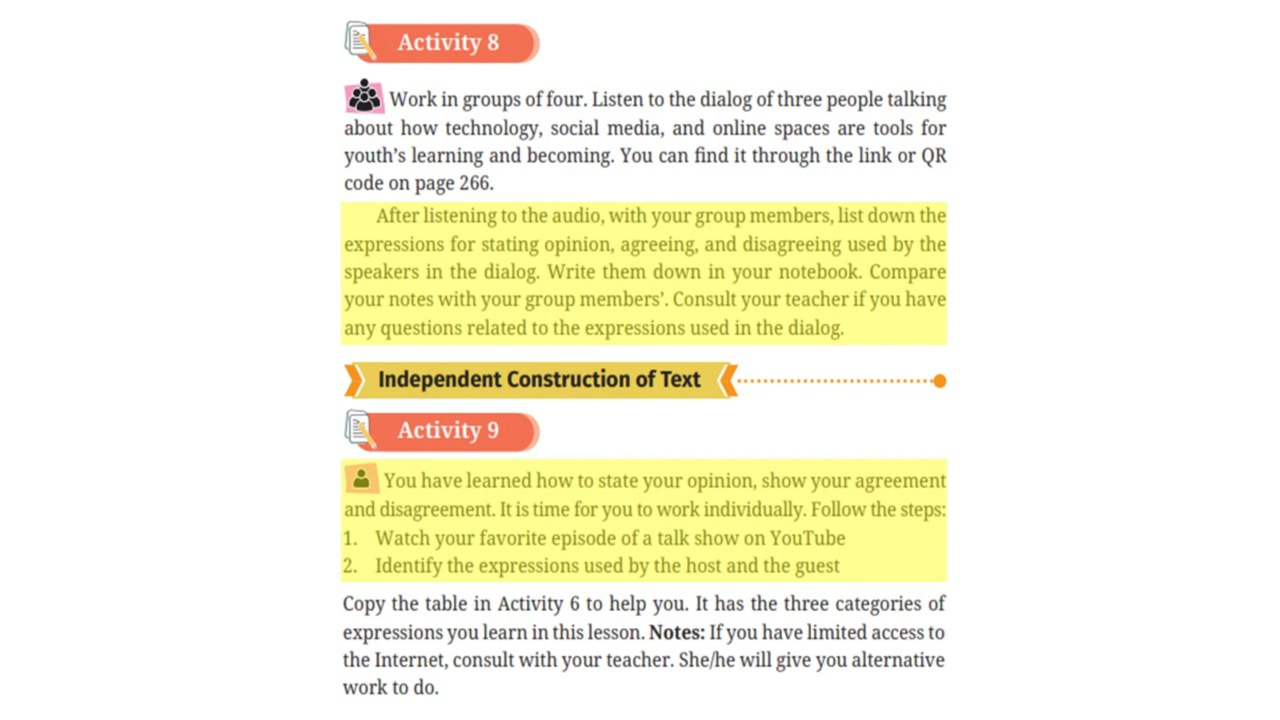 Activity 8
Work in groups of four. Listen to the dialog of three people talking
about how technology, social media, and online spaces are tools for
youth's learning and becoming. You can find it through the link or QR
code on page 266.
After listening to the audio, with your group members, list down the
expressions for stating opinion, agreeing, and disagreeing used by the
speakers in the dialog. Write them down in your notebook. Compare
your notes with your group members'. Consult your teacher if you have
any questions related to the expressions used in the dialog.
Independent Construction of Text
Activity 9
You have learned how to state your opinion, show your agreement
and disagreement. It is time for you to work individually. Follow the steps:
1. Watch your favorite episode of a talk show on YouTube
2. Identify the expressions used by the host and the guest
Copy the table in Activity 6 to help you. It has the three categories of
expressions you learn in this lesson. Notes: If you have limited access to
the Internet, consult with your teacher. She/he will give you alternative
work to do.